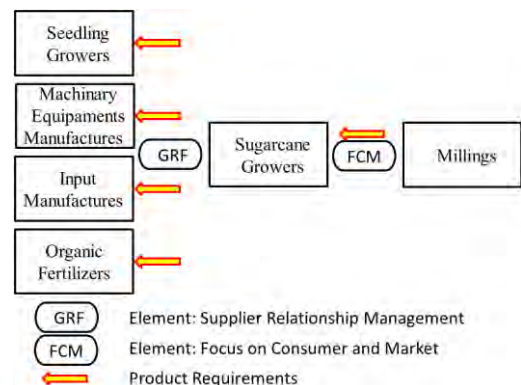 Seedling
Growers
Machinary
Equipaments
Manufactures
GRF
Sugarcane
Growers
FCM
Millings
Input
Manufactures
Organic
Fertilizers
GRF Element: Supplier Relationship Management
FCM Element: Focus on Consumer and Market
Product Requirements